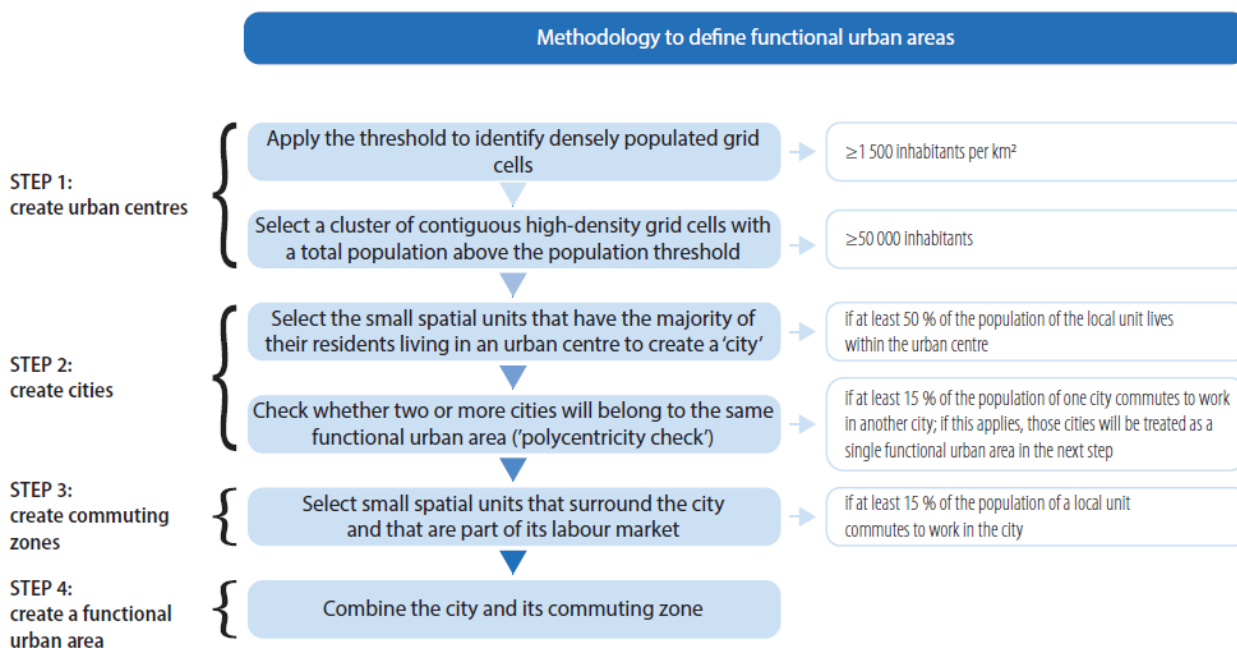 Methodology to define functional urban areas
STEP 1:
create urban centres
Apply the threshold to identify densely populated grid
cells
≥1 500 inhabitants per km²
Select a cluster of contiguous high-density grid cells with
a total population above the population threshold
≥50 000 inhabitants
STEP 2:
create cities
Select the small spatial units that have the majority of
their residents living in an urban centre to create a ‘city’
if at least 50 % of the population of the local unit lives
within the urban centre
Check whether two or more cities will belong to the same
functional urban area (‘polycentricity check’)
if at least 15 % of the population of one city commutes to work
in another city; if this applies, those cities will be treated as a
single functional urban area in the next step
STEP 3:
create commuting
zones
Select small spatial units that surround the city
and that are part of its labour market
if at least 15 % of the population of a local unit
commutes to work in the city
STEP 4:
create a functional
urban area
Combine the city and its commuting zone